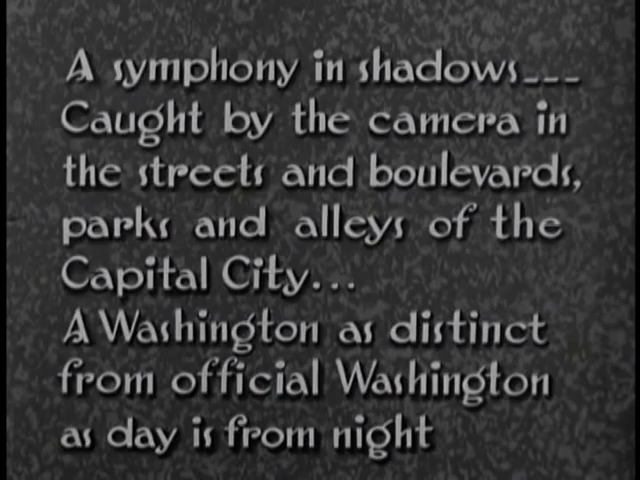 A symphony in shadows___
Caught by the camera in
the streets and boulevards,
parks and alleys of the
Capital City...
A Washington as distinct
from official Washington
as day is from night